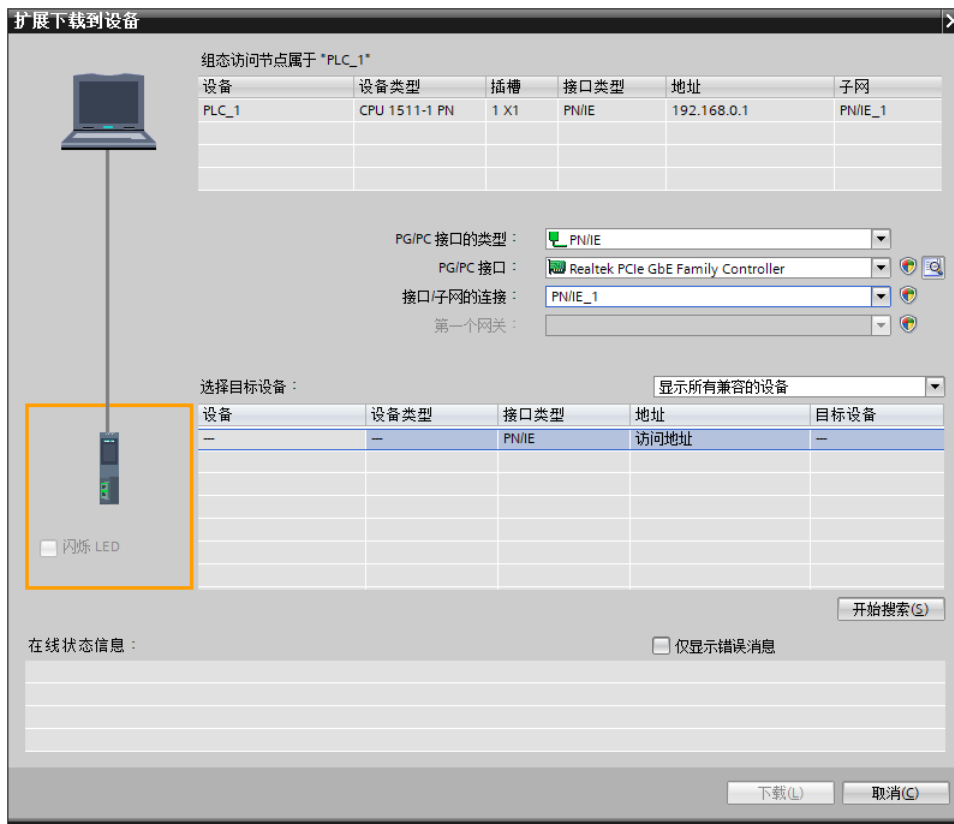 扩展下载到设备
组态访问节点属于 "PLC_1"
设备 设备类型 插槽 接口类型 地址 子网
PLC_1 CPU 1511-1 PN 1 X1 PN/IE 192.168.0.1 PN/IE_1
PG/PC 接口的类型： PN/IE
PG/PC 接口： Realtek PCIe GbE Family Controller
接口/子网的连接： PN/IE_1
第一个网关：
选择目标设备： 显示所有兼容的设备
设备 设备类型 接口类型 地址 目标设备
— — PN/IE 访问地址 —
闪烁 LED
开始搜索(S)
在线状态信息： 仅显示错误消息
下载(L) 取消(C)